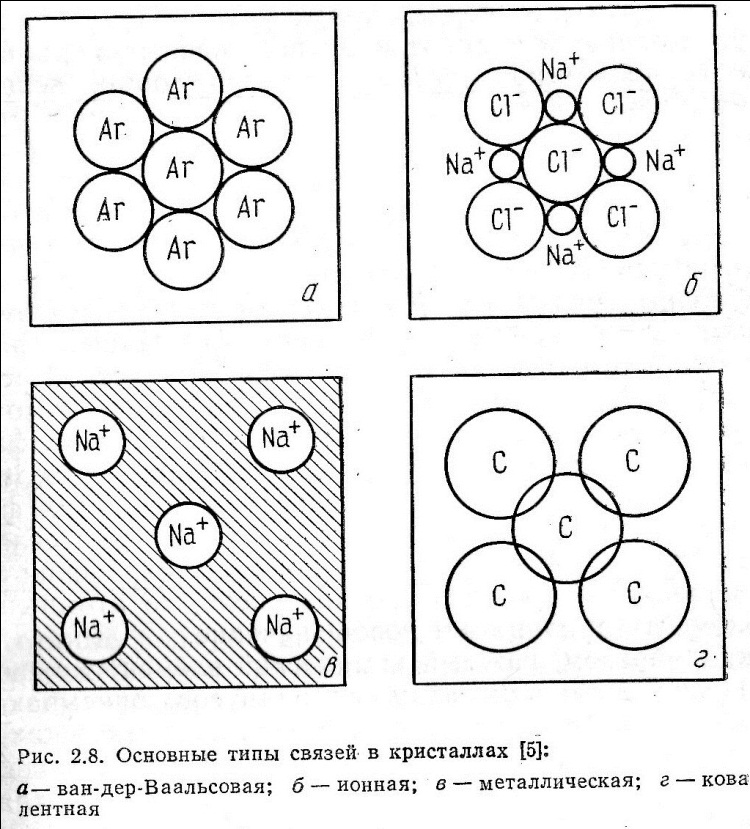 Ar
Ar Ar
Ar
Ar Ar
Ar
а
Na⁺
Cl⁻ Cl⁻
Na⁺ Cl⁻ Na⁺
Cl⁻ Cl⁻
Na⁺
б
Na⁺ Na⁺
Na⁺
Na⁺ Na⁺
в
C C
C
C C
г
Рис. 2.8. Основные типы связей в кристаллах [5]:
а — ван-дер-Ваальсовая; б — ионная; в — металлическая; г — кова
лентная